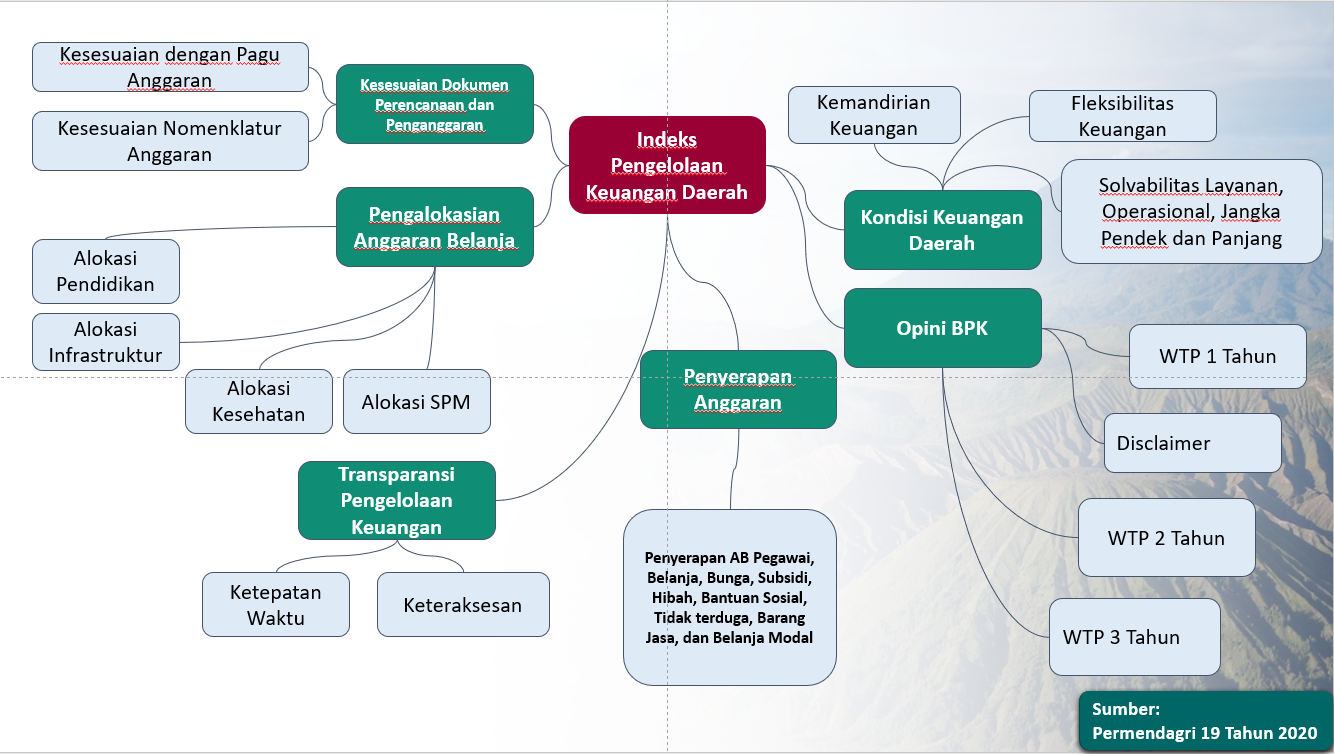 Kesesuaian dengan Pagu
Anggaran
Kesesuaian Nomenklatur
Anggaran
Kesesuaian Dokumen
Perencanaan dan
Penganggaran
Indeks
Pengelolaan
Keuangan Daerah
Kemandirian
Keuangan
Fleksibilitas
Keuangan
Solvabilitas Layanan,
Operasional, Jangka
Pendek dan Panjang
Kondisi Keuangan
Daerah
Pengalokasian
Anggaran Belanja
Alokasi
Pendidikan
Alokasi
Infrastruktur
Alokasi
Kesehatan
Alokasi SPM
Opini BPK
WTP 1 Tahun
Disclaimer
WTP 2 Tahun
WTP 3 Tahun
Penyerapan
Anggaran
Penyerapan AB Pegawai,
Belanja, Bunga, Subsidi,
Hibah, Bantuan Sosial,
Tidak terduga, Barang
Jasa, dan Belanja Modal
Transparansi
Pengelolaan
Keuangan
Ketepatan
Waktu
Keteraksesan
Sumber:
Permendagri 19 Tahun 2020